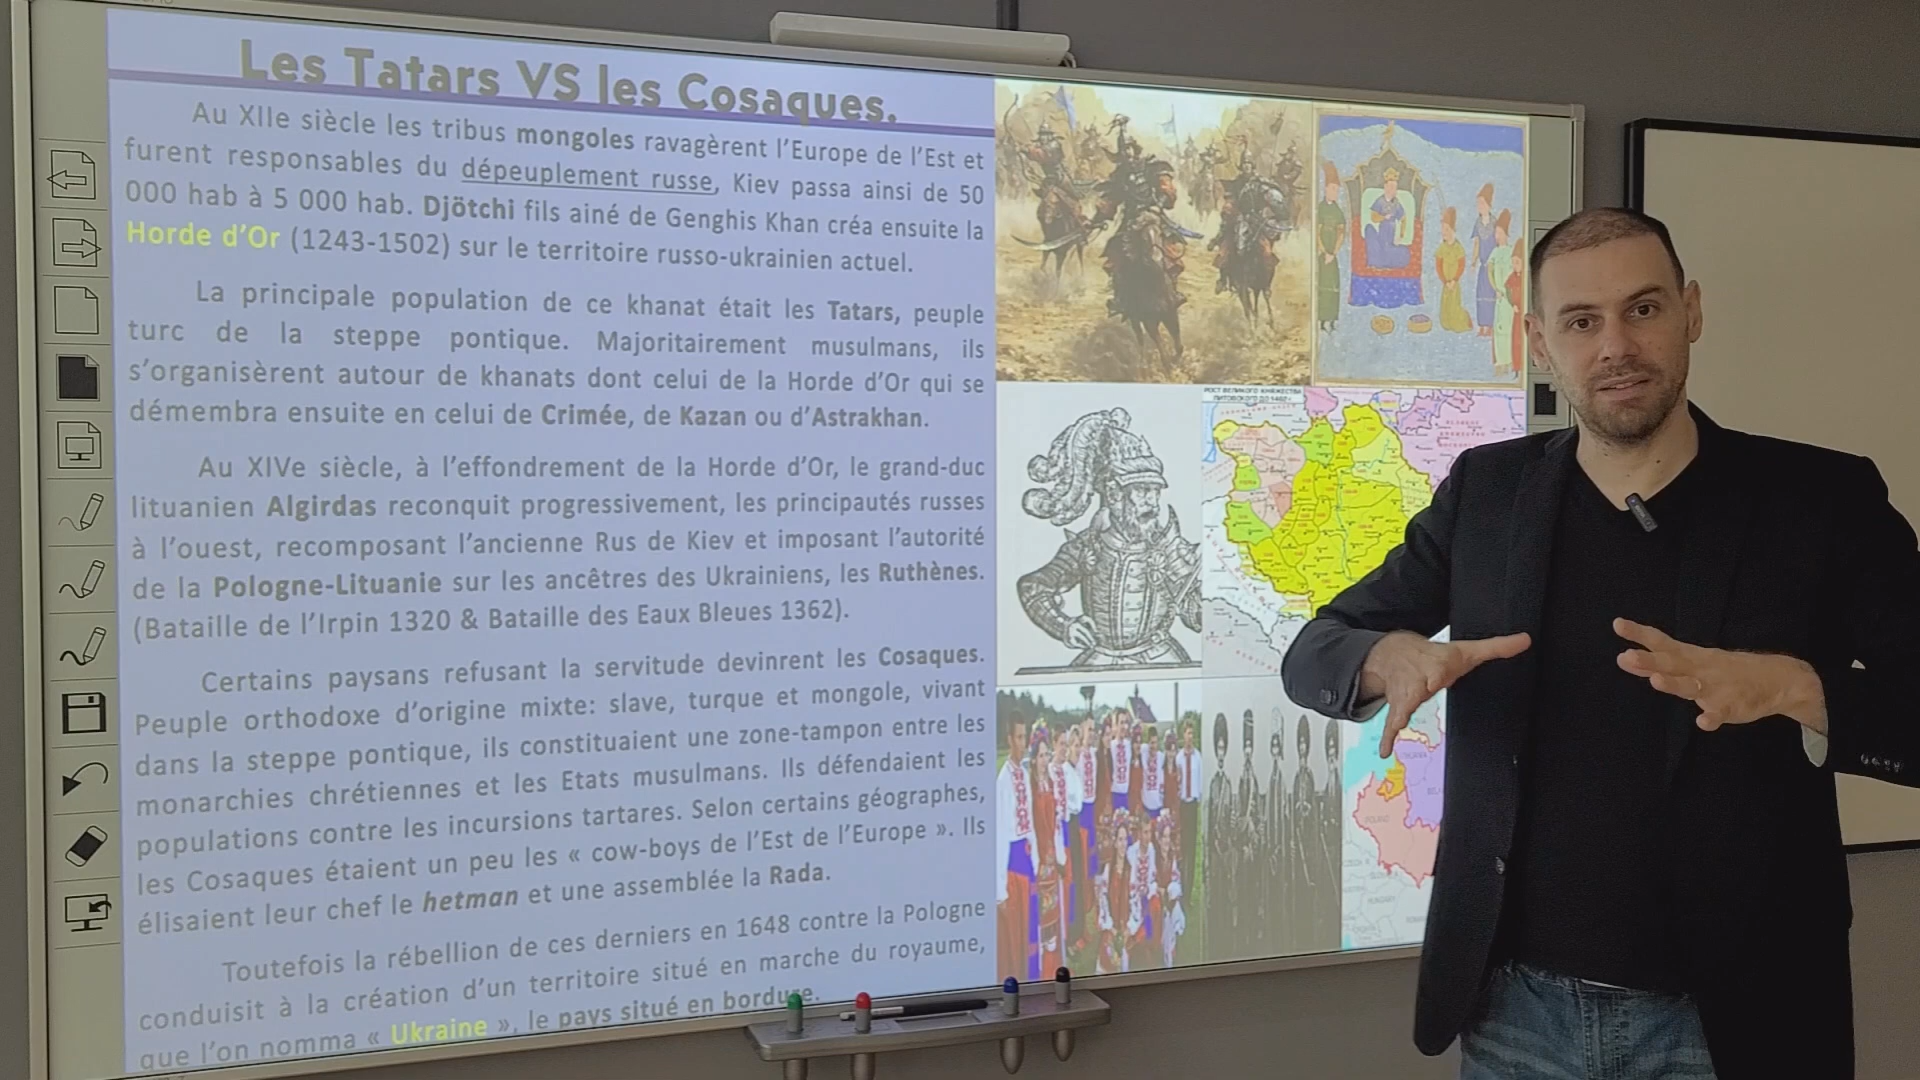 Les Tatars VS les Cosaques.
Au XIIe siècle les tribus mongoles ravagèrent l'Europe de l'Est et
furent responsables du dépeuplement russe, Kiev passa ainsi de 50
000 hab à 5 000 hab. Djötchi fils ainé de Genghis Khan créa ensuite la
Horde d'Or (1243-1502) sur le territoire russo-ukrainien actuel.
La principale population de ce khanat était les Tatars, peuple
turc de la steppe pontique. Majoritairement musulmans, ils
s'organisèrent autour de khanats dont celui de la Horde d'Or qui se
démembra ensuite en celui de Crimée, de Kazan ou d'Astrakhan.
Au XIVe siècle, à l'effondrement de la Horde d'Or, le grand-duc
lituanien Algirdas reconquit progressivement, les principautés russes
à l'ouest, recomposant l'ancienne Rus de Kiev et imposant l'autorité
de la Pologne-Lituanie sur les ancêtres des Ukrainiens, les Ruthènes.
(Bataille de l'Irpin 1320 & Bataille des Eaux Bleues 1362).
Certains paysans refusant la servitude devinrent les Cosaques.
Peuple orthodoxe d'origine mixte: slave, turque et mongole, vivant
dans la steppe pontique, ils constituaient une zone-tampon entre les
monarchies chrétiennes et les Etats musulmans. Ils défendaient les
populations contre les incursions tartares. Selon certains géographes,
les Cosaques étaient un peu les « cow-boys de l'Est de l'Europe ». Ils
élisaient leur chef le hetman et une assemblée la Rada.
Toutefois la rébellion de ces derniers en 1648 contre la Pologne
conduisit à la création d'un territoire situé en marche du royaume,
que l'on nomma « Ukraine », le pays situé en bordure.
РОСТ ВЕЛИКОГО КНЯЖЕСТВА
ЛИТОВСКОГО ДО 1462 г.
POLAND
HUNGARY